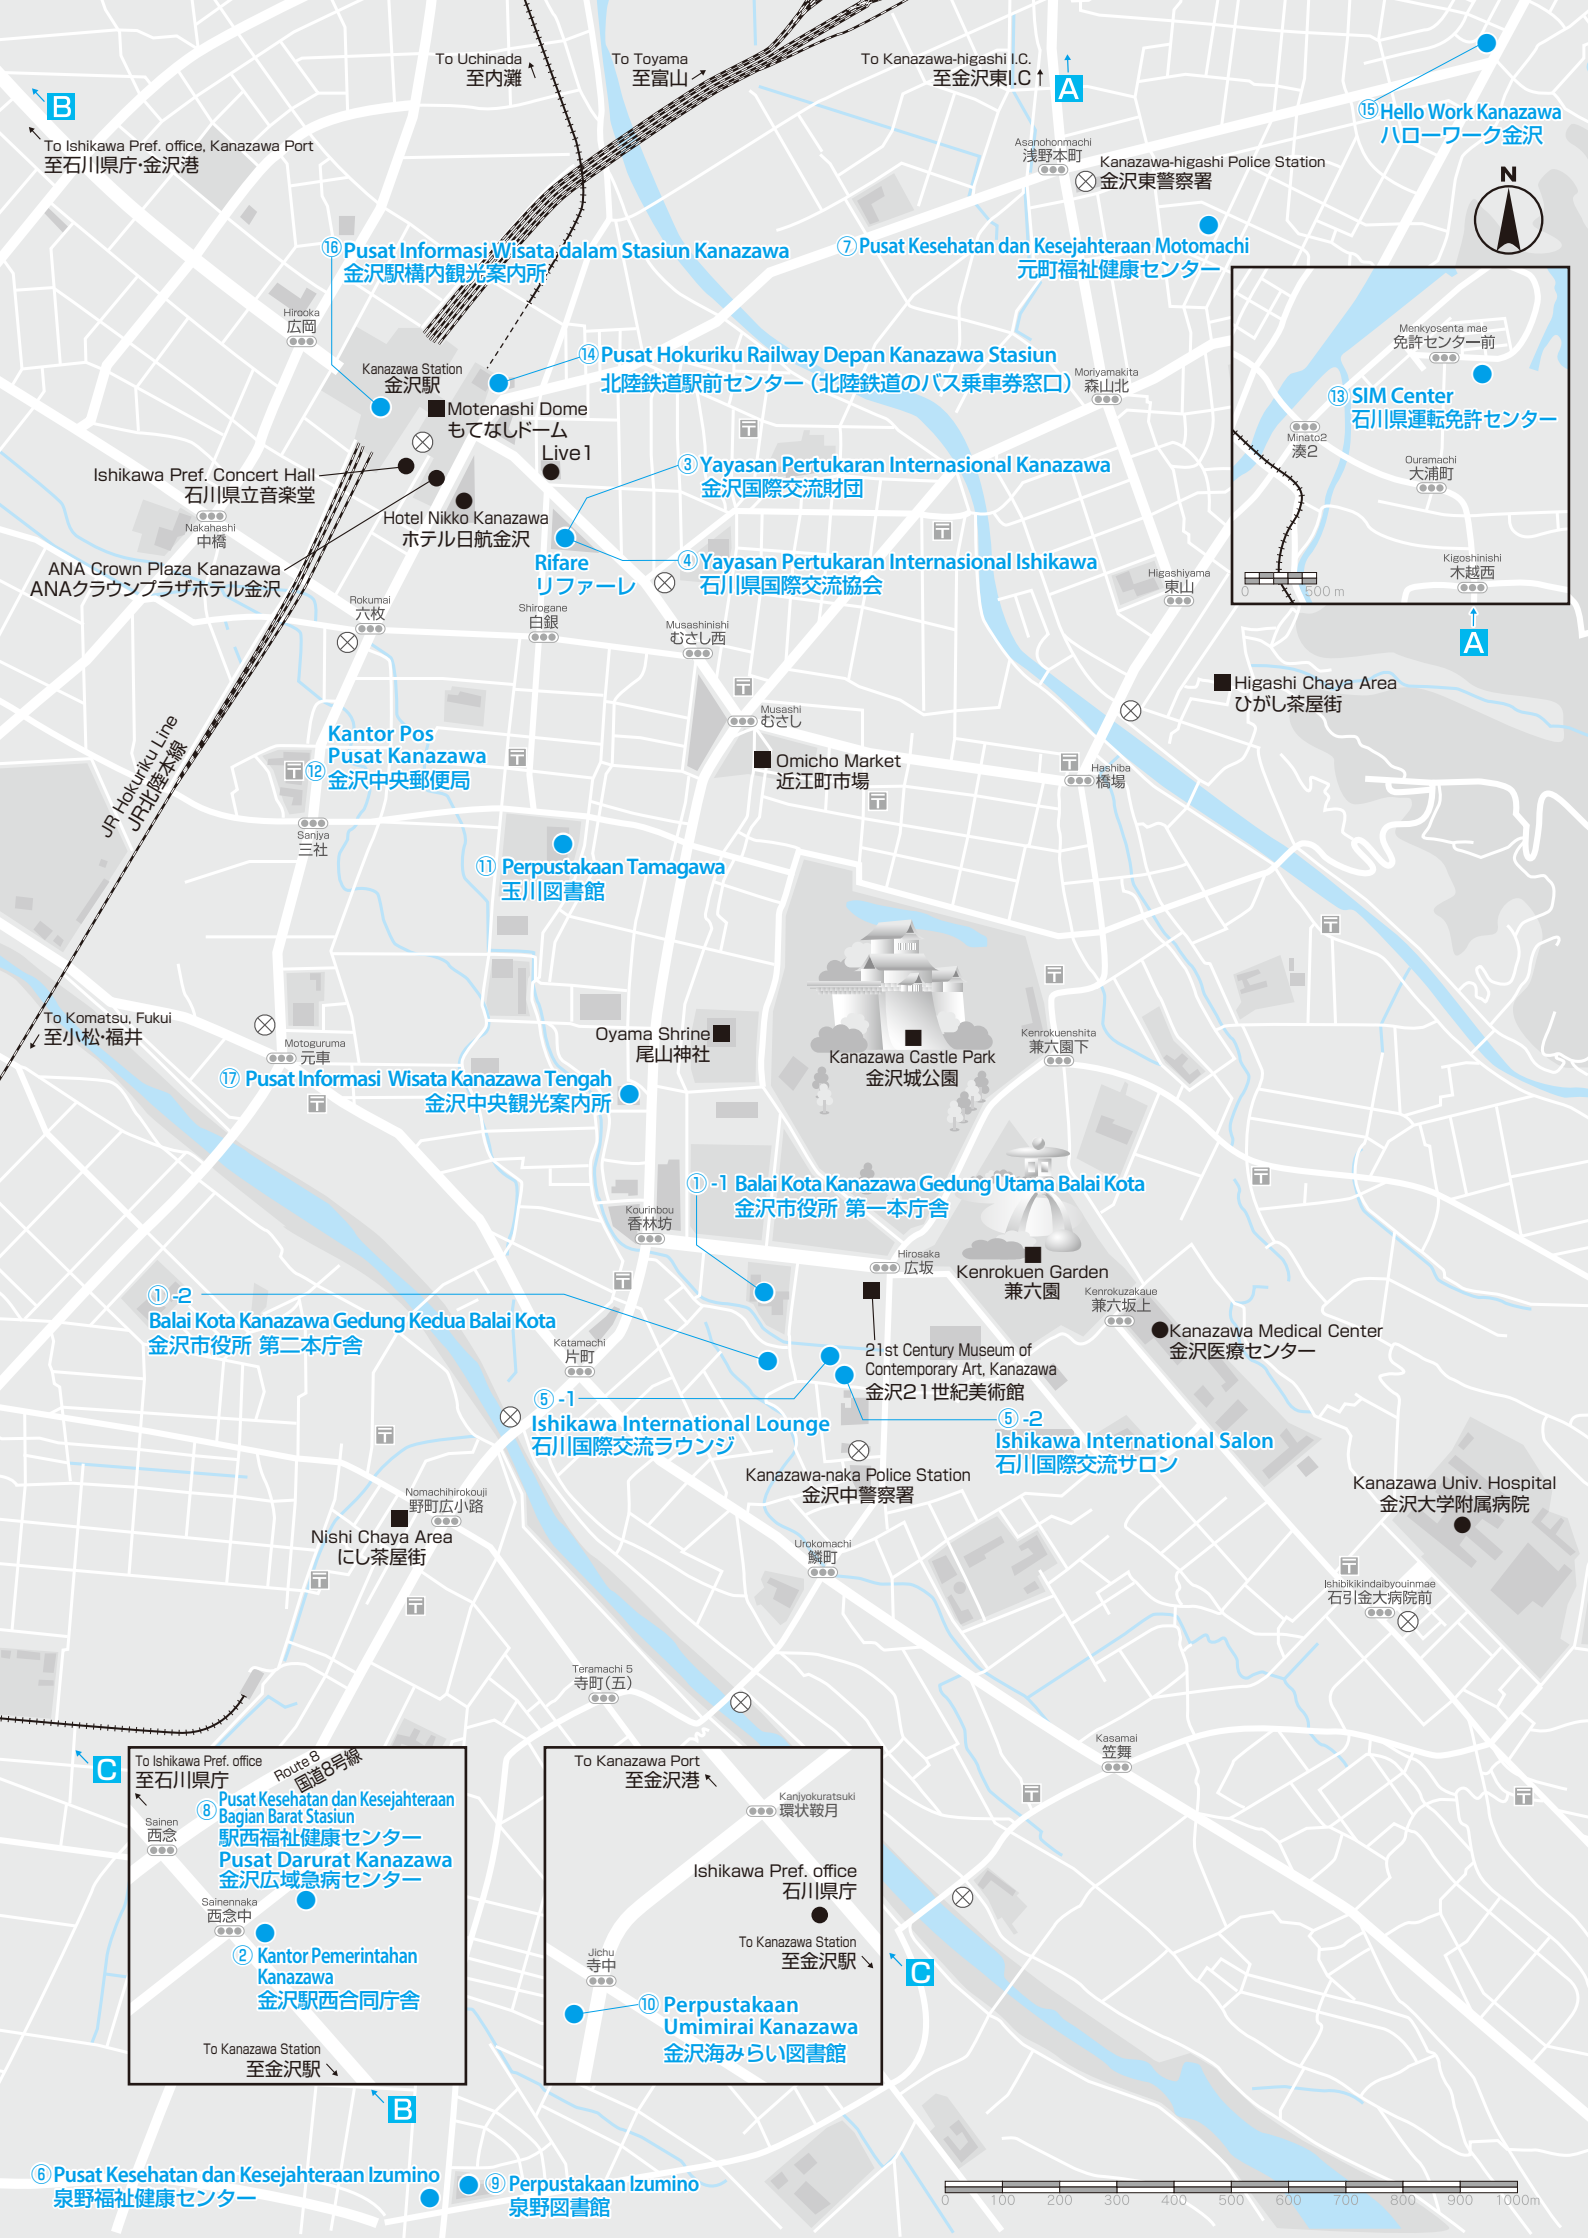 To Uchinada
至内灘
To Toyama
至富山
To Kanazawa-higashi I.C.
至金沢東I.C
A
B
To Ishikawa Pref. office, Kanazawa Port
至石川県庁・金沢港
⑮ Hello Work Kanazawa
ハローワーク金沢
Asanohonmachi
浅野本町
Kanazawa-higashi Police Station
金沢東警察署
N
⑯ Pusat Informasi Wisata dalam Stasiun Kanazawa
金沢駅構内観光案内所
⑦ Pusat Kesehatan dan Kesejahteraan Motomachi
元町福祉健康センター
Hirooka
広岡
Menkyosenta mae
免許センター前
⑬ SIM Center
石川県運転免許センター
Minato2
湊2
Ouramachi
大浦町
Kigoshinishi
木越西
0 500 m
A
Kanazawa Station
金沢駅
⑭ Pusat Hokuriku Railway Depan Kanazawa Stasiun
北陸鉄道駅前センター（北陸鉄道のバス乗車券窓口）
Moriyamakita
森山北
Motenashi Dome
もてなしドーム
Live1
Ishikawa Pref. Concert Hall
石川県立音楽堂
③ Yayasan Pertukaran Internasional Kanazawa
金沢国際交流財団
Nakahashi
中橋
Hotel Nikko Kanazawa
ホテル日航金沢
ANA Crown Plaza Kanazawa
ANAクラウンプラザホテル金沢
Rifare
リファーレ
④ Yayasan Pertukaran Internasional Ishikawa
石川県国際交流協会
Higashiyama
東山
Rokumai
六枚
Shirogane
白銀
Musashinishi
むさし西
Higashi Chaya Area
ひがし茶屋街
Musashi
むさし
JR Hokuriku Line
JR北陸本線
Kantor Pos
Pusat Kanazawa
⑫ 金沢中央郵便局
Omicho Market
近江町市場
Hashiba
橋場
Sanjya
三社
⑪ Perpustakaan Tamagawa
玉川図書館
To Komatsu, Fukui
至小松・福井
Motoguruma
元車
Oyama Shrine
尾山神社
Kanazawa Castle Park
金沢城公園
Kenrokuenshita
兼六園下
⑰ Pusat Informasi Wisata Kanazawa Tengah
金沢中央観光案内所
①-1 Balai Kota Kanazawa Gedung Utama Balai Kota
金沢市役所 第一本庁舎
Kourinbou
香林坊
Hirosaka
広坂
Kenrokuen Garden
兼六園
Kenrokuzakaue
兼六坂上
①-2
Balai Kota Kanazawa Gedung Kedua Balai Kota
金沢市役所 第二本庁舎
Katamachi
片町
Kanazawa Medical Center
金沢医療センター
21st Century Museum of
Contemporary Art, Kanazawa
金沢21世紀美術館
⑤-1
Ishikawa International Lounge
石川国際交流ラウンジ
⑤-2
Ishikawa International Salon
石川国際交流サロン
Kanazawa-naka Police Station
金沢中警察署
Kanazawa Univ. Hospital
金沢大学附属病院
Nomachihirokouji
野町広小路
Nishi Chaya Area
にし茶屋街
Urokomachi
鱗町
Ishibikikindaibyouinmae
石引金大病院前
Teramachi 5
寺町（五）
Kasamai
笠舞
C
To Ishikawa Pref. office
至石川県庁
Route 8
国道8号線
⑧ Pusat Kesehatan dan Kesejahteraan
Bagian Barat Stasiun
駅西福祉健康センター
Pusat Darurat Kanazawa
金沢広域急病センター
Sainen
西念
Sainennaka
西念中
② Kantor Pemerintahan
Kanazawa
金沢駅西合同庁舎
To Kanazawa Station
至金沢駅
B
To Kanazawa Port
至金沢港
Kanjyokuratsuki
環状鞍月
Ishikawa Pref. office
石川県庁
To Kanazawa Station
至金沢駅
C
Jichu
寺中
⑩ Perpustakaan
Umimirai Kanazawa
金沢海みらい図書館
⑥ Pusat Kesehatan dan Kesejahteraan Izumino
泉野福祉健康センター
⑨ Perpustakaan Izumino
泉野図書館
0 100 200 300 400 500 600 700 800 900 1000m